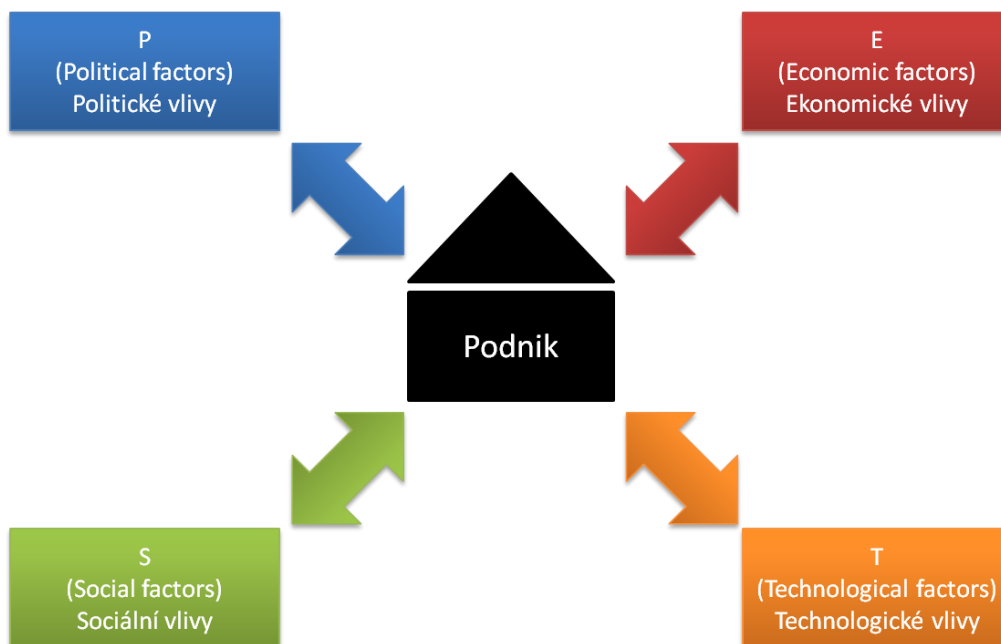 P
(Political factors)
Politické vlivy
E
(Economic factors)
Ekonomické vlivy
Podnik
S
(Social factors)
Sociální vlivy
T
(Technological factors)
Technologické vlivy